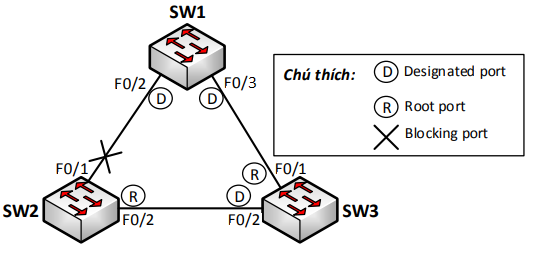 SW1
F0/2
F0/3
D
D
Chú thích:
D Designated port
R Root port
Blocking port
F0/1
R
F0/1
SW2
R
D
SW3
F0/2
F0/2